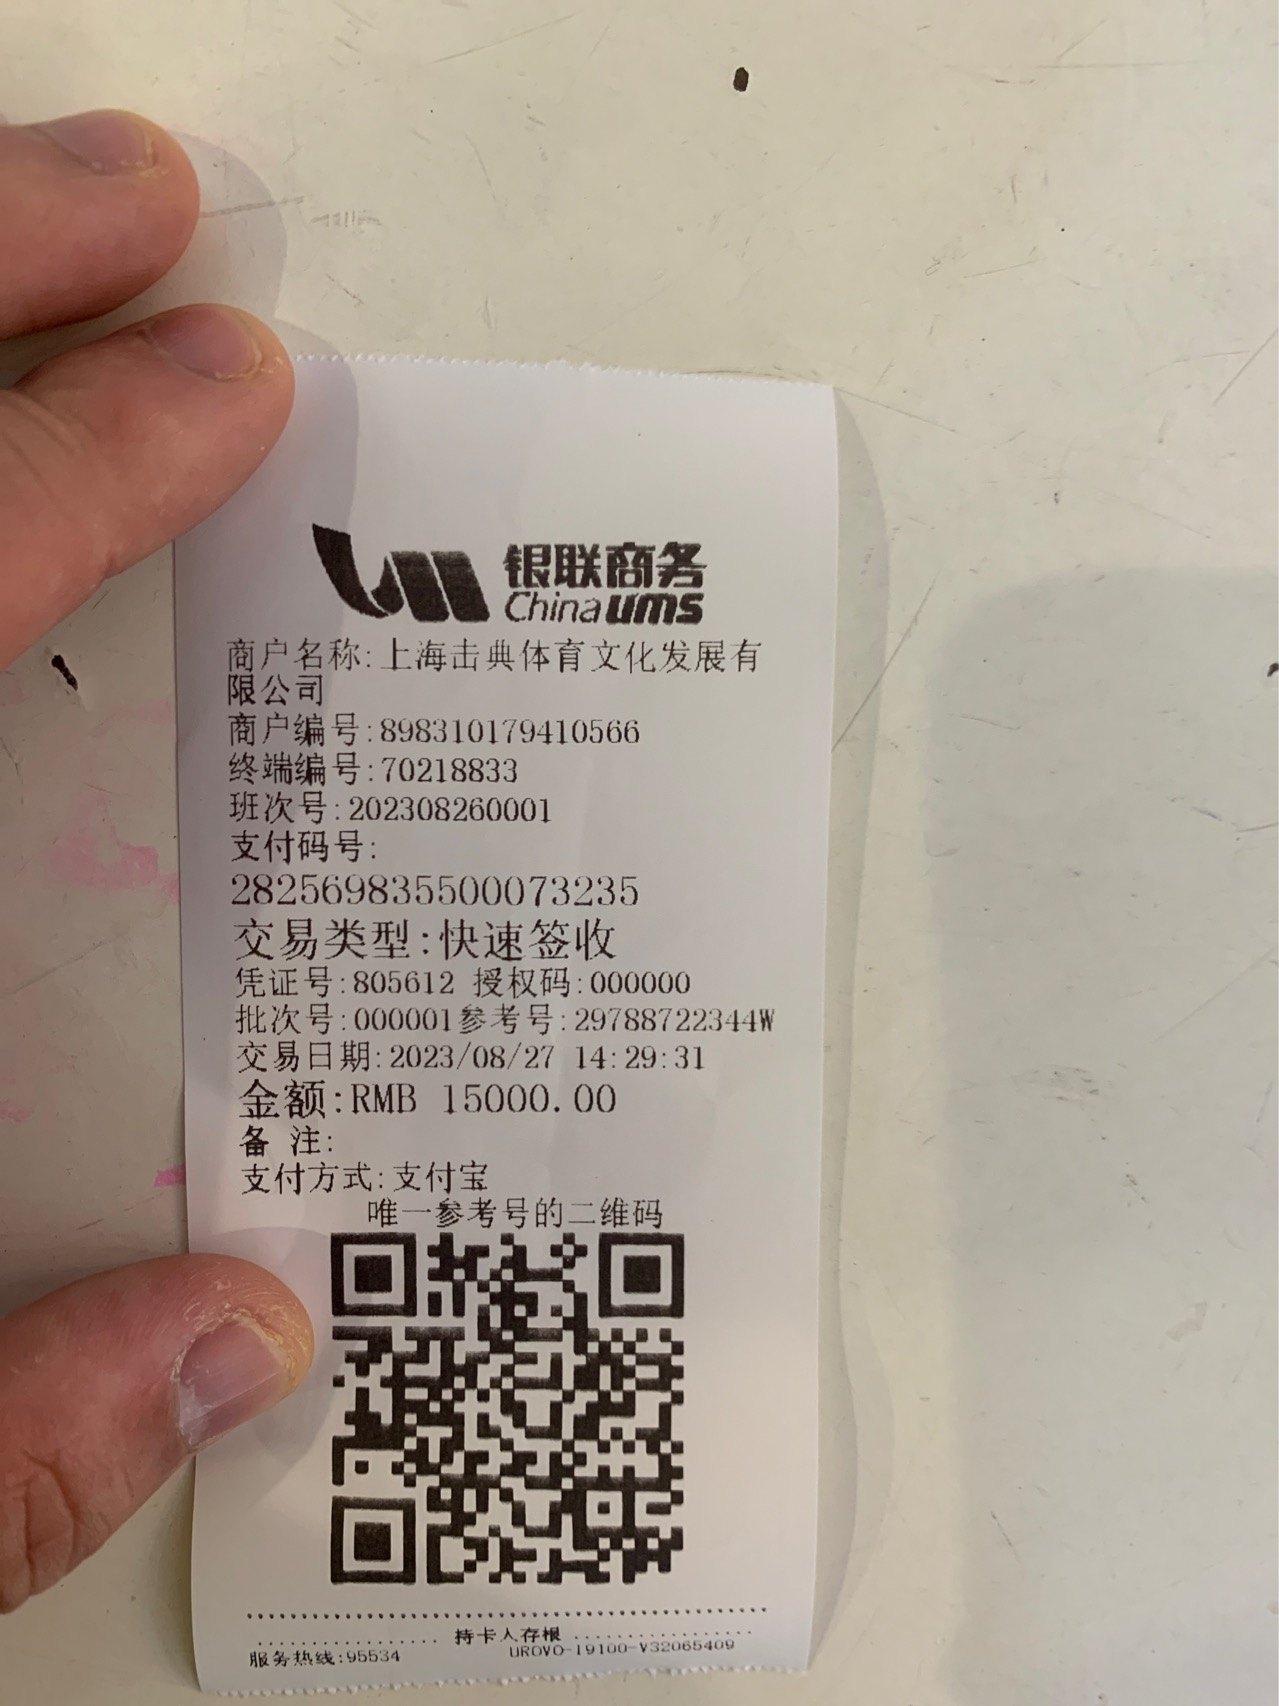 银联商务
China ums
商户名称:上海击典体育文化发展有
限公司
商户编号:898310179410566
终端编号:70218833
班次号:202308260001
支付码号:
282569835500073235
交易类型:快速签收
凭证号:805612 授权码:000000
批次号:000001参考号:29788722344W
交易日期:2023/08/27 14:29:31
金额:RMB 15000.00
备 注:
支付方式:支付宝
唯一参考号的二维码
持卡人存根
服务热线:95534 UROVO-I9100-V32065409